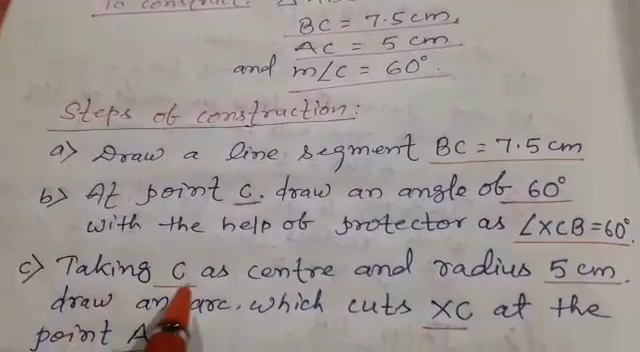 To construct:
BC = 7.5 cm,
AC = 5 cm
and m∠C = 60°.
Steps of construction:
a) Draw a line segment BC = 7.5 cm
b) At point C. draw an angle of 60°
with the help of protector as ∠XCB = 60°.
c) Taking C as centre and radius 5 cm.
draw an arc. which cuts XC at the
point A